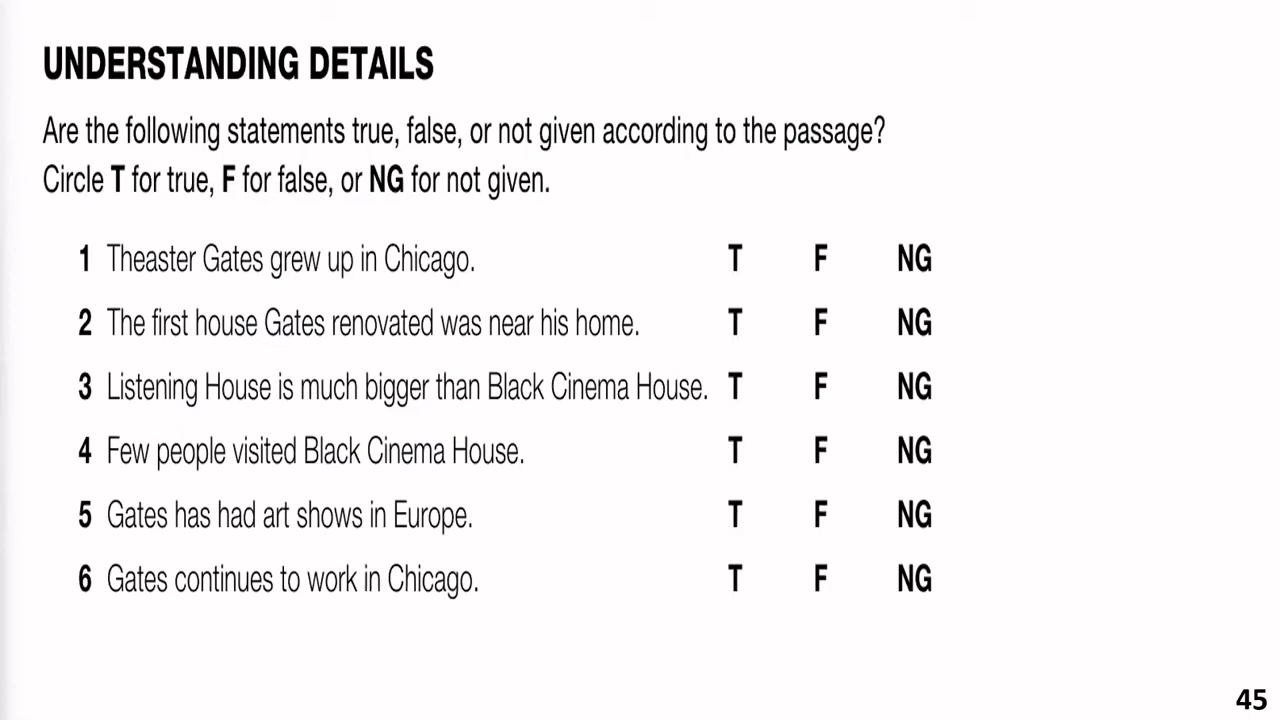 UNDERSTANDING DETAILS
Are the following statements true, false, or not given according to the passage?
Circle T for true, F for false, or NG for not given.
1 Theaster Gates grew up in Chicago. T F NG
2 The first house Gates renovated was near his home. T F NG
3 Listening House is much bigger than Black Cinema House. T F NG
4 Few people visited Black Cinema House. T F NG
5 Gates has had art shows in Europe. T F NG
6 Gates continues to work in Chicago. T F NG
45